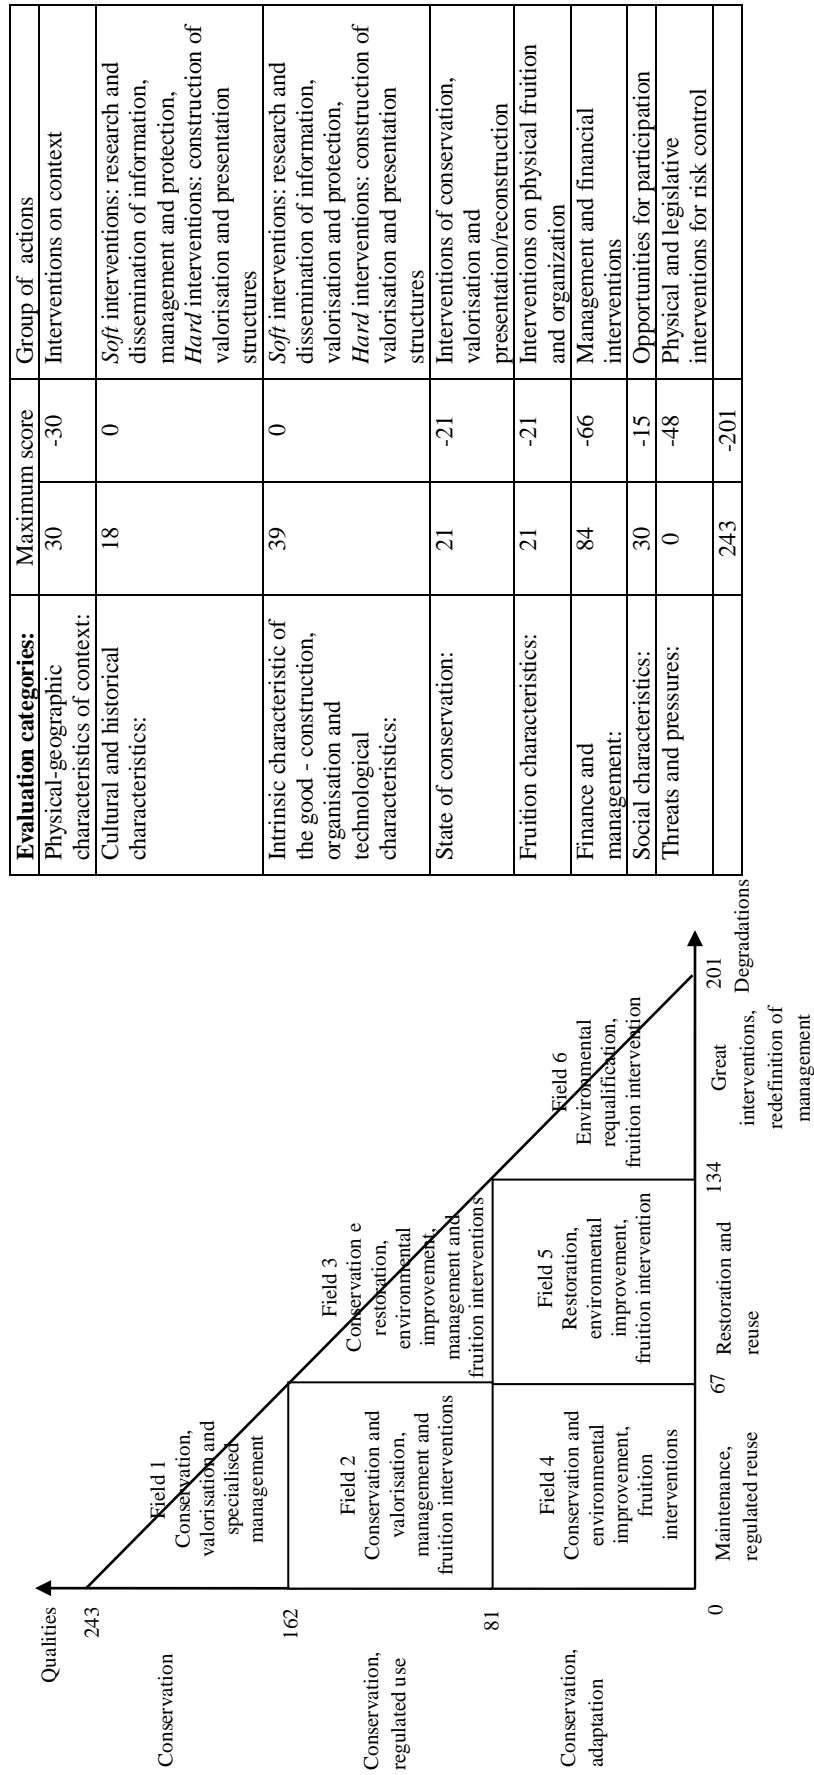 Evaluation categories: Maximum score Group of actions
Physical-geographic
characteristics of context:
30 -30 Interventions on context
Cultural and historical
characteristics:
18 0
Soft interventions: research and
dissemination of information,
management and protection,
Hard interventions: construction of
valorisation and presentation
structures
Intrinsic characteristic of
the good - construction,
organisation and
technological
characteristics:
39 0
Soft interventions: research and
dissemination of information,
valorisation and protection,
Hard interventions: construction of
valorisation and presentation
structures
State of conservation:
21 -21
Interventions of conservation,
valorisation and
presentation/reconstruction
Fruition characteristics:
21 -21
Interventions on physical fruition
and organization
Finance and
management:
84 -66
Management and financial
interventions
Social characteristics: 30 -15 Opportunities for participation
Threats and pressures: 0 -48
Physical and legislative
interventions for risk control
243 -201
Qualities
243
162
81
0
Conservation
Conservation,
regulated use
Conservation,
adaptation
Field 1
Conservation,
valorisation and
specialised
management
Field 2
Conservation and
valorisation,
management and
fruition interventions
Field 3
Conservation e
restoration,
environmental
improvement,
management and
fruition interventions
Field 4
Conservation and
environmental
improvement,
fruition
interventions
Field 5
Restoration,
environmental
improvement,
fruition intervention
Field 6
Environmental
requalification,
fruition intervention
67
134
201
Degradations
Maintenance,
regulated reuse
Restoration and
reuse
Great
interventions,
redefinition of
management